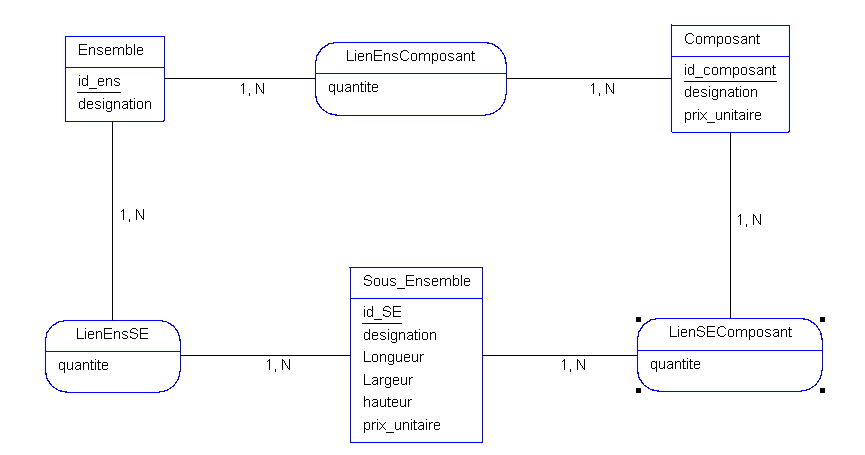 Ensemble
id_ens
designation
LienEnsComposant
quantite
Composant
id_composant
designation
prix_unitaire
1, N
1, N
1, N
1, N
Sous_Ensemble
id_SE
designation
Longueur
Largeur
hauteur
prix_unitaire
LienEnsSE
quantite
1, N
1, N
LienSEComposant
quantite